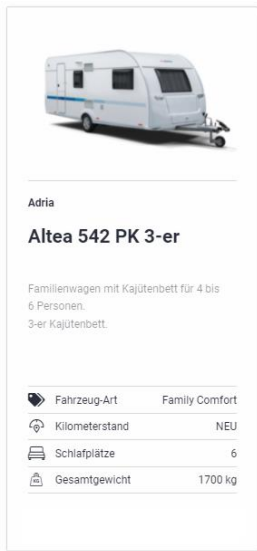 Adria
Altea 542 PK 3-er
Familienwagen mit Kajütenbett für 4 bis
6 Personen.
3-er Kajütenbett.
Fahrzeug-Art Family Comfort
Kilometerstand NEU
Schlafplätze 6
KG Gesamtgewicht 1700 kg